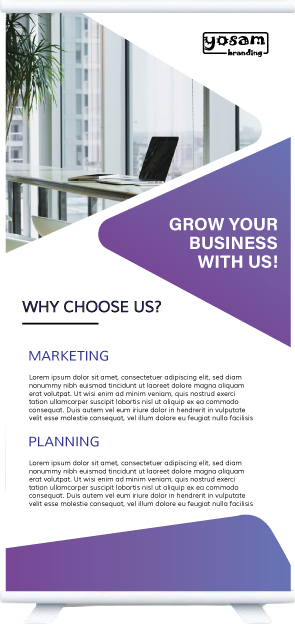 yosam
branding
GROW YOUR
BUSINESS
WITH US!
WHY CHOOSE US?
MARKETING
Lorem ipsum dolor sit amet, consectetuer adipiscing elit, sed diam
nonummy nibh euismod tincidunt ut laoreet dolore magna aliquam
erat volutpat. Ut wisi enim ad minim veniam, quis nostrud exerci
tation ullamcorper suscipit lobortis nisl ut aliquip ex ea commodo
consequat. Duis autem vel eum iriure dolor in hendrerit in vulputate
velit esse molestie consequat, vel illum dolore eu feugiat nulla facilisis
PLANNING
Lorem ipsum dolor sit amet, consectetuer adipiscing elit, sed diam
nonummy nibh euismod tincidunt ut laoreet dolore magna aliquam
erat volutpat. Ut wisi enim ad minim veniam, quis nostrud exerci
tation ullamcorper suscipit lobortis nisl ut aliquip ex ea commodo
consequat. Duis autem vel eum iriure dolor in hendrerit in vulputate
velit esse molestie consequat, vel illum dolore eu feugiat nulla facilisis